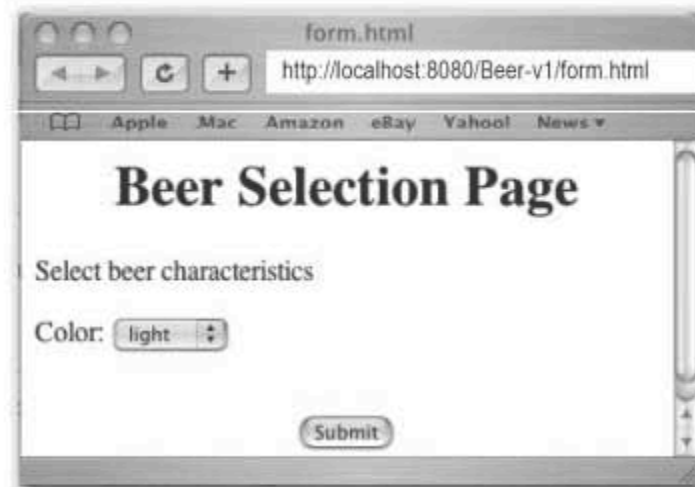 form.html
http://localhost:8080/Beer-v1/form.html
Apple Mac Amazon eBay Yahoo! News ▾
Beer Selection Page
Select beer characteristics
Color: light
Submit